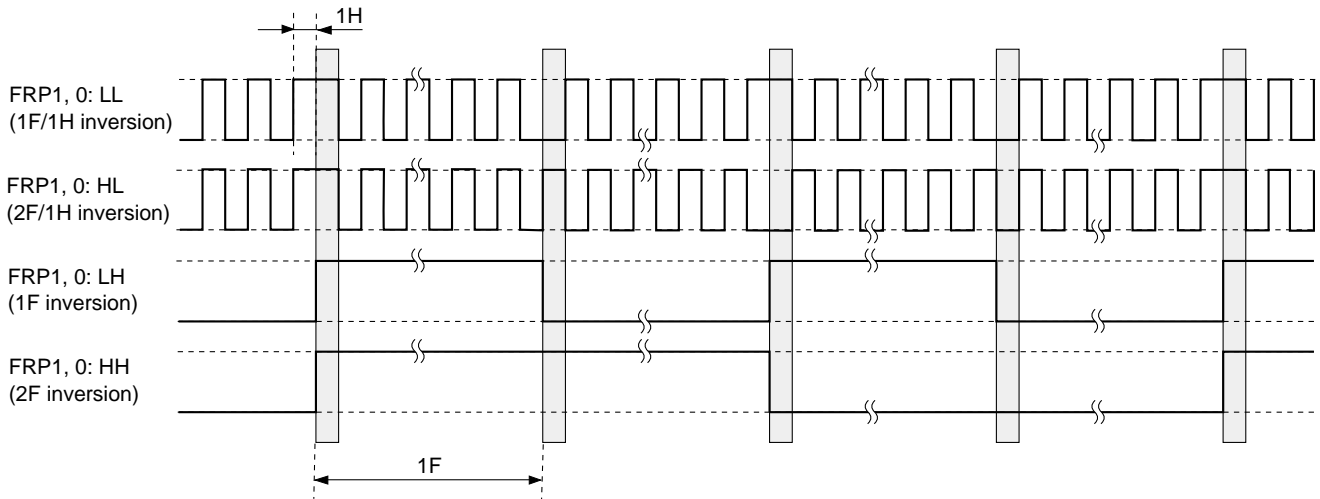 1H
FRP1, 0: LL
(1F/1H inversion)
FRP1, 0: HL
(2F/1H inversion)
FRP1, 0: LH
(1F inversion)
FRP1, 0: HH
(2F inversion)
1F